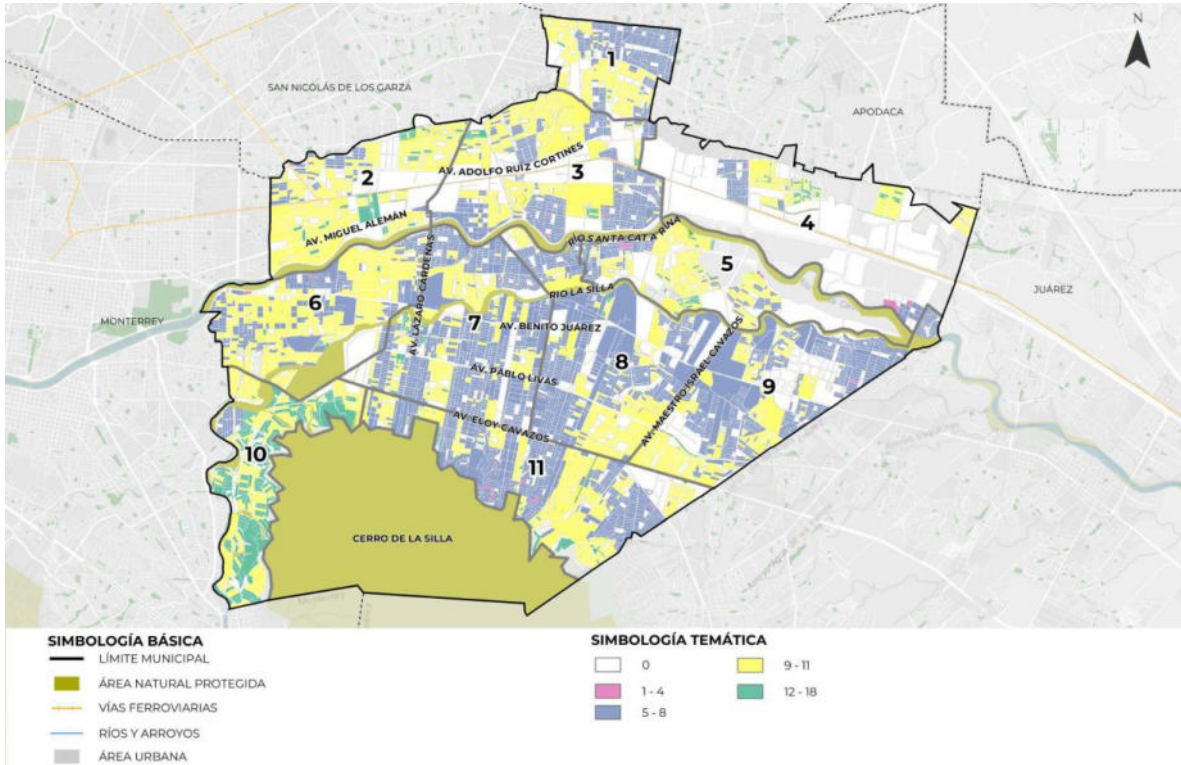 N
SAN NICOLÁS DE LOS GARZA
APODACA
1
AV. ADOLFO RUIZ CORTINES
2
3
4
AV. MIGUEL ALEMÁN
RÍO SANTA CATARINA
5
AV. LÁZARO CÁRDENAS
RIO LA SILLA
JUÁREZ
6
MONTERREY
7
AV. BENITO JUÁREZ
8
AV. PABLO LIVAS
AV. MAESTRO ISRAEL CAVAZOS
9
AV. ELOY CAVAZOS
10
11
CERRO DE LA SILLA
SIMBOLOGÍA BÁSICA
LÍMITE MUNICIPAL
ÁREA NATURAL PROTEGIDA
VÍAS FERROVIARIAS
RÍOS Y ARROYOS
ÁREA URBANA
SIMBOLOGÍA TEMÁTICA
0
1 - 4
5 - 8
9 - 11
12 - 18